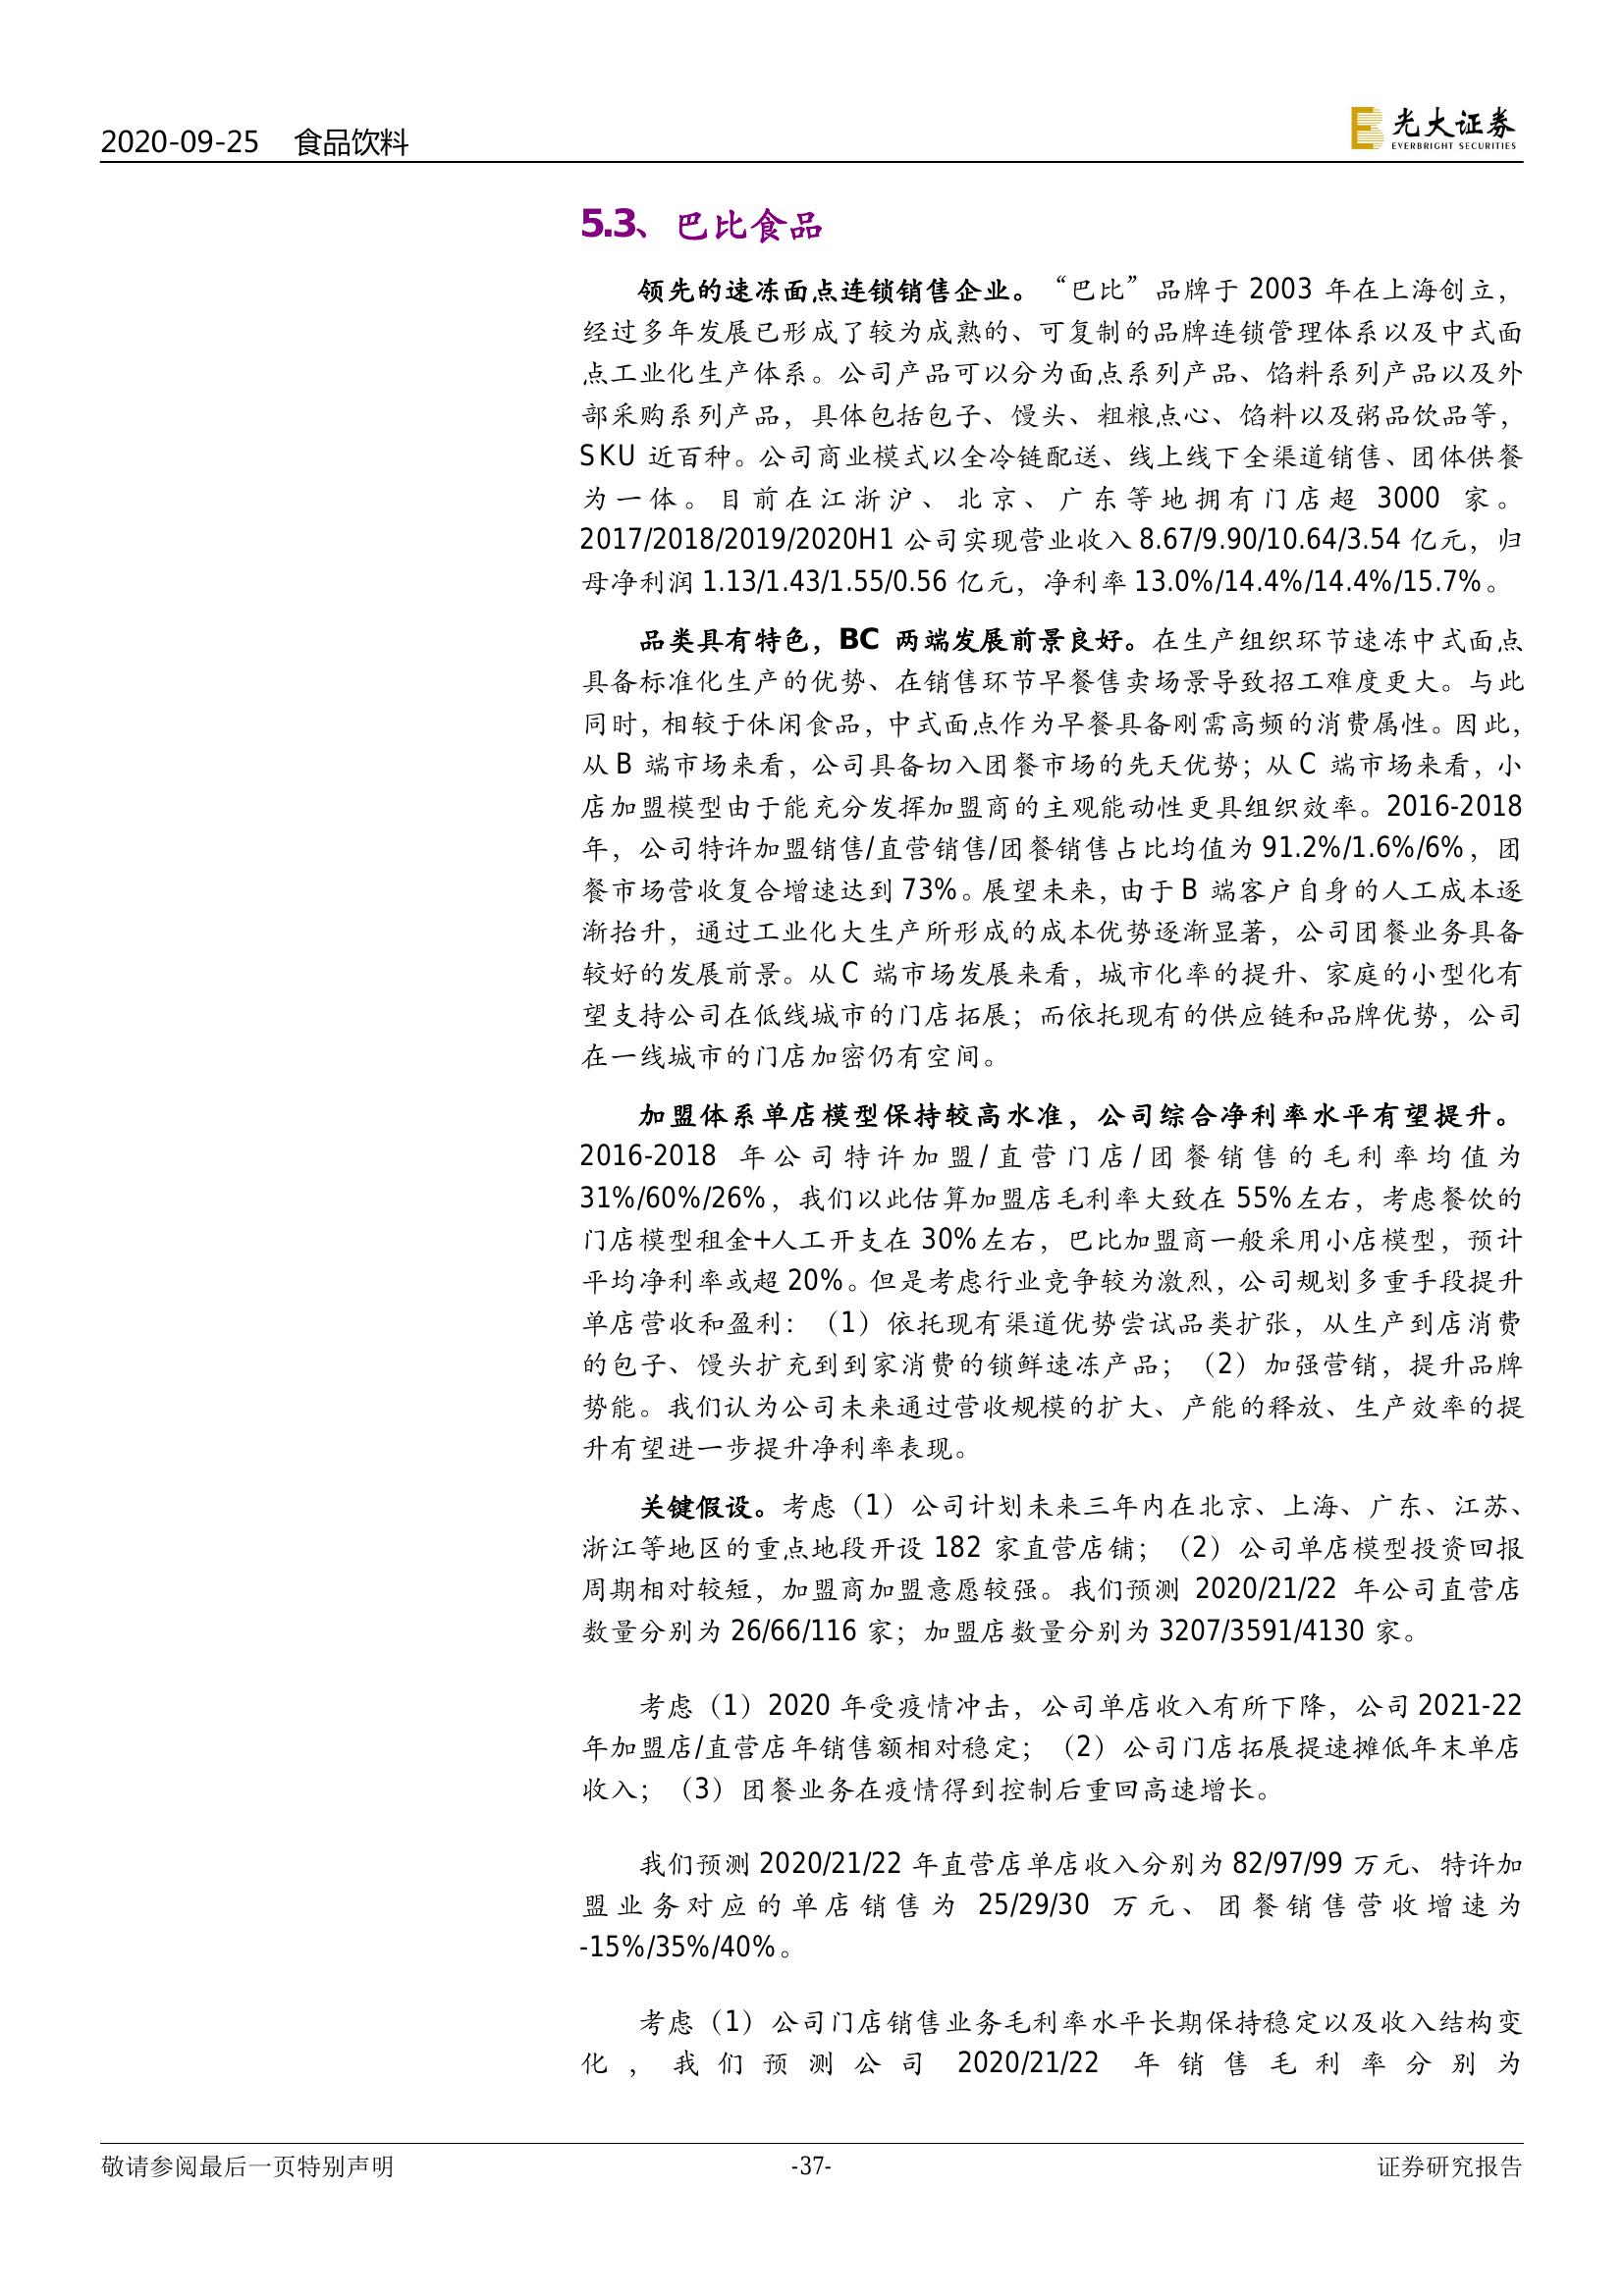 2020-09-25 食品饮料
光大证券
EVERBRIGHT SECURITIES
5.3、巴比食品
领先的速冻面点连锁销售企业。“巴比”品牌于 2003 年在上海创立，
经过多年发展已形成了较为成熟的、可复制的品牌连锁管理体系以及中式面
点工业化生产体系。公司产品可以分为面点系列产品、馅料系列产品以及外
部采购系列产品，具体包括包子、馒头、粗粮点心、馅料以及粥品饮品等，
SKU 近百种。公司商业模式以全冷链配送、线上线下全渠道销售、团体供餐
为一体。目前在江浙沪、北京、广东等地拥有门店超 3000 家。
2017/2018/2019/2020H1 公司实现营业收入 8.67/9.90/10.64/3.54 亿元，归
母净利润 1.13/1.43/1.55/0.56 亿元，净利率 13.0%/14.4%/14.4%/15.7%。
品类具有特色，BC 两端发展前景良好。在生产组织环节速冻中式面点
具备标准化生产的优势、在销售环节早餐售卖场景导致招工难度更大。与此
同时，相较于休闲食品，中式面点作为早餐具备刚需高频的消费属性。因此，
从 B 端市场来看，公司具备切入团餐市场的先天优势；从 C 端市场来看，小
店加盟模型由于能充分发挥加盟商的主观能动性更具组织效率。2016-2018
年，公司特许加盟销售/直营销售/团餐销售占比均值为 91.2%/1.6%/6%，团
餐市场营收复合增速达到 73%。展望未来，由于 B 端客户自身的人工成本逐
渐抬升，通过工业化大生产所形成的成本优势逐渐显著，公司团餐业务具备
较好的发展前景。从 C 端市场发展来看，城市化率的提升、家庭的小型化有
望支持公司在低线城市的门店拓展；而依托现有的供应链和品牌优势，公司
在一线城市的门店加密仍有空间。
加盟体系单店模型保持较高水准，公司综合净利率水平有望提升。
2016-2018 年公司特许加盟/直营门店/团餐销售的毛利率均值为
31%/60%/26%，我们以此估算加盟店毛利率大致在 55%左右，考虑餐饮的
门店模型租金+人工开支在 30%左右，巴比加盟商一般采用小店模型，预计
平均净利率或超 20%。但是考虑行业竞争较为激烈，公司规划多重手段提升
单店营收和盈利：（1）依托现有渠道优势尝试品类扩张，从生产到店消费
的包子、馒头扩充到到家消费的锁鲜速冻产品；（2）加强营销，提升品牌
势能。我们认为公司未来通过营收规模的扩大、产能的释放、生产效率的提
升有望进一步提升净利率表现。
关键假设。考虑（1）公司计划未来三年内在北京、上海、广东、江苏、
浙江等地区的重点地段开设 182 家直营店铺；（2）公司单店模型投资回报
周期相对较短，加盟商加盟意愿较强。我们预测 2020/21/22 年公司直营店
数量分别为 26/66/116 家；加盟店数量分别为 3207/3591/4130 家。
考虑（1）2020 年受疫情冲击，公司单店收入有所下降，公司 2021-22
年加盟店/直营店年销售额相对稳定；（2）公司门店拓展提速摊低年末单店
收入；（3）团餐业务在疫情得到控制后重回高速增长。
我们预测 2020/21/22 年直营店单店收入分别为 82/97/99 万元、特许加
盟业务对应的单店销售为 25/29/30 万元、团餐销售营收增速为
-15%/35%/40%。
考虑（1）公司门店销售业务毛利率水平长期保持稳定以及收入结构变
化，我们预测公司 2020/21/22 年销售毛利率分别为
敬请参阅最后一页特别声明
-37-
证券研究报告